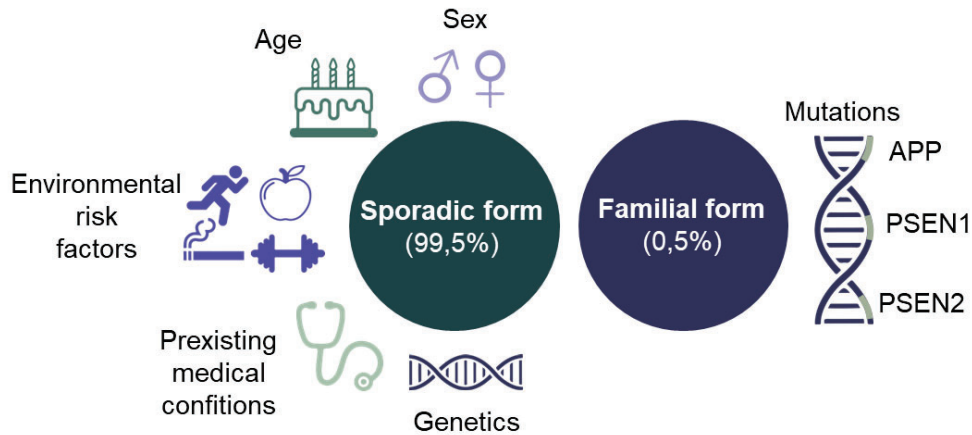 Sex
Age
Mutations
APP
Environmental
risk
factors
Sporadic form
(99,5%)
Familial form
(0,5%)
PSEN1
PSEN2
Prexisting
medical
confitions
Genetics